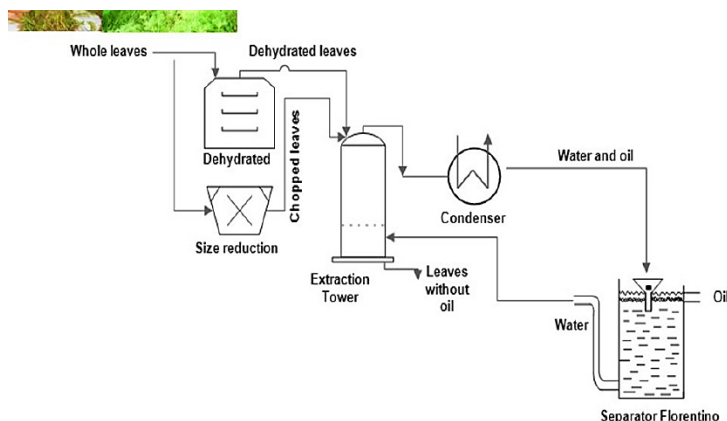 Whole leaves
Dehydrated leaves
Dehydrated
Chopped leaves
Size reduction
Extraction
Tower
Leaves
without
oil
Condenser
Water and oil
Water
Oil
Separator Florentino